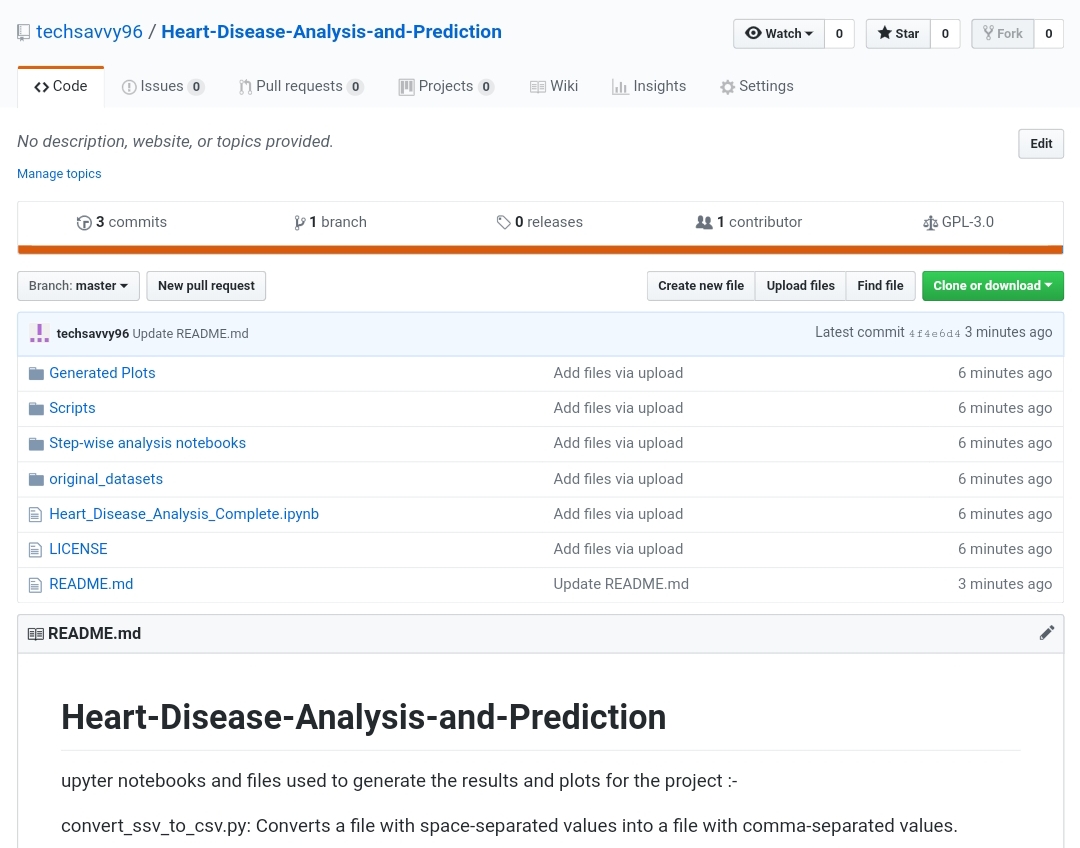 techsavvy96 / Heart-Disease-Analysis-and-Prediction Watch 0 Star 0 Fork 0
Code Issues 0 Pull requests 0 Projects 0 Wiki Insights Settings
No description, website, or topics provided. Edit
Manage topics
3 commits 1 branch 0 releases 1 contributor GPL-3.0
Branch: master New pull request Create new file Upload files Find file Clone or download
techsavvy96 Update README.md Latest commit 4f4e6d4 3 minutes ago
Generated Plots Add files via upload 6 minutes ago
Scripts Add files via upload 6 minutes ago
Step-wise analysis notebooks Add files via upload 6 minutes ago
original_datasets Add files via upload 6 minutes ago
Heart_Disease_Analysis_Complete.ipynb Add files via upload 6 minutes ago
LICENSE Add files via upload 6 minutes ago
README.md Update README.md 3 minutes ago
README.md
Heart-Disease-Analysis-and-Prediction
upyter notebooks and files used to generate the results and plots for the project :-
convert_ssv_to_csv.py: Converts a file with space-separated values into a file with comma-separated values.